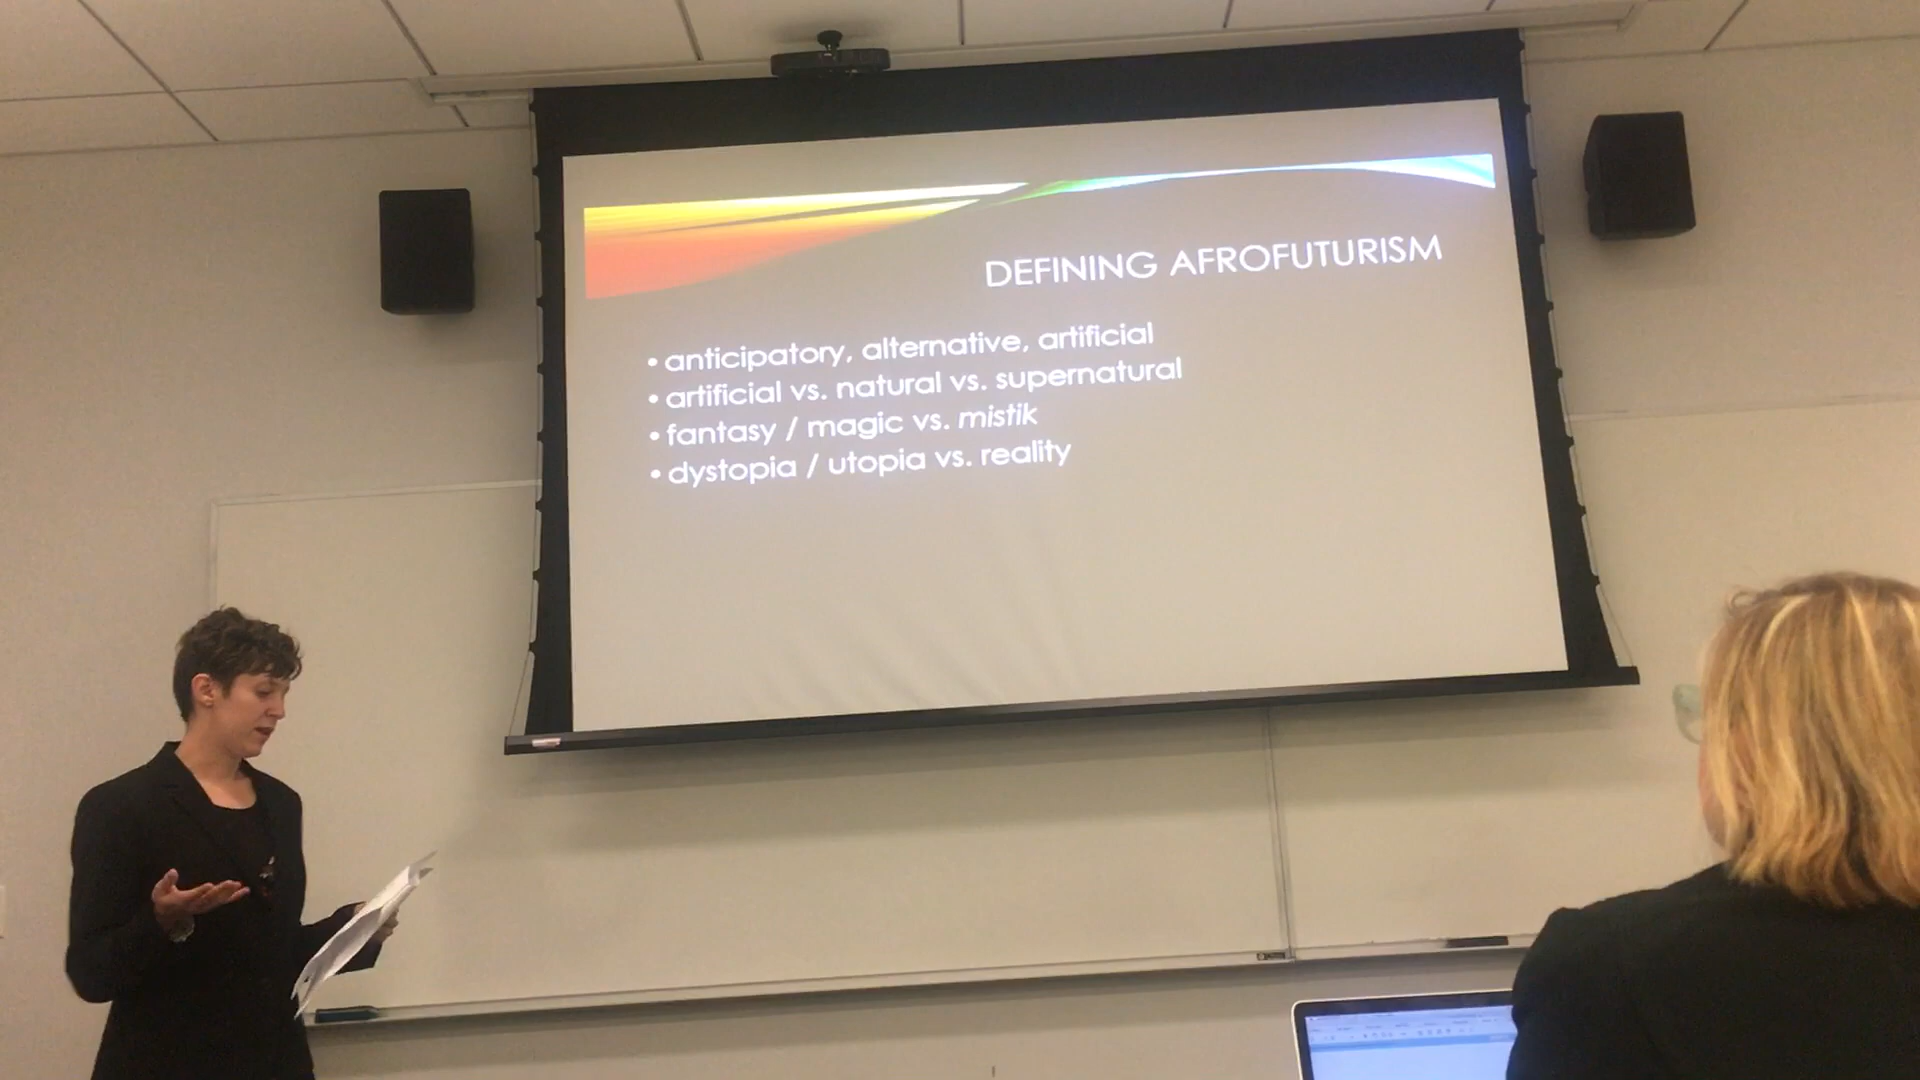 DEFINING AFROFUTURISM
• anticipatory, alternative, artificial
• artificial vs. natural vs. supernatural
• fantasy / magic vs. mistik
• dystopia / utopia vs. reality